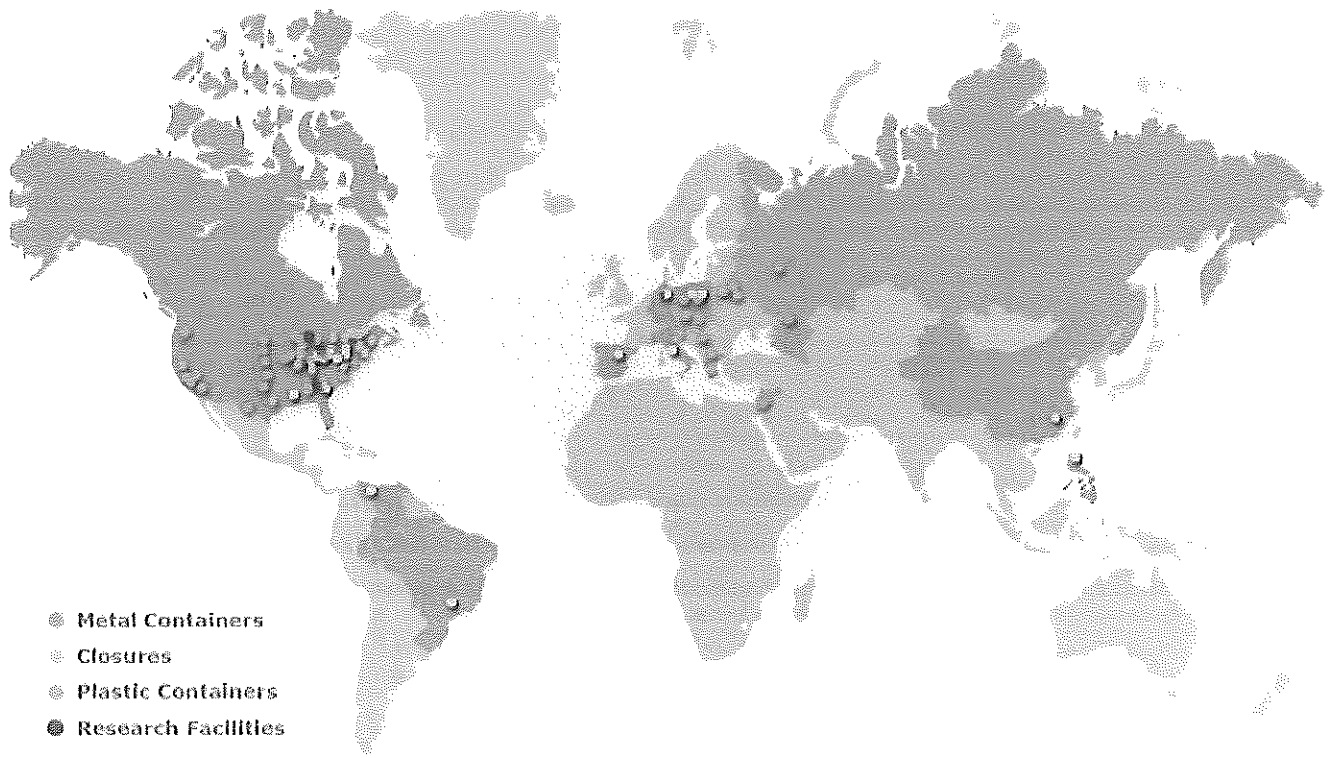 Metal Containers
Closures
Plastic Containers
Research Facilities